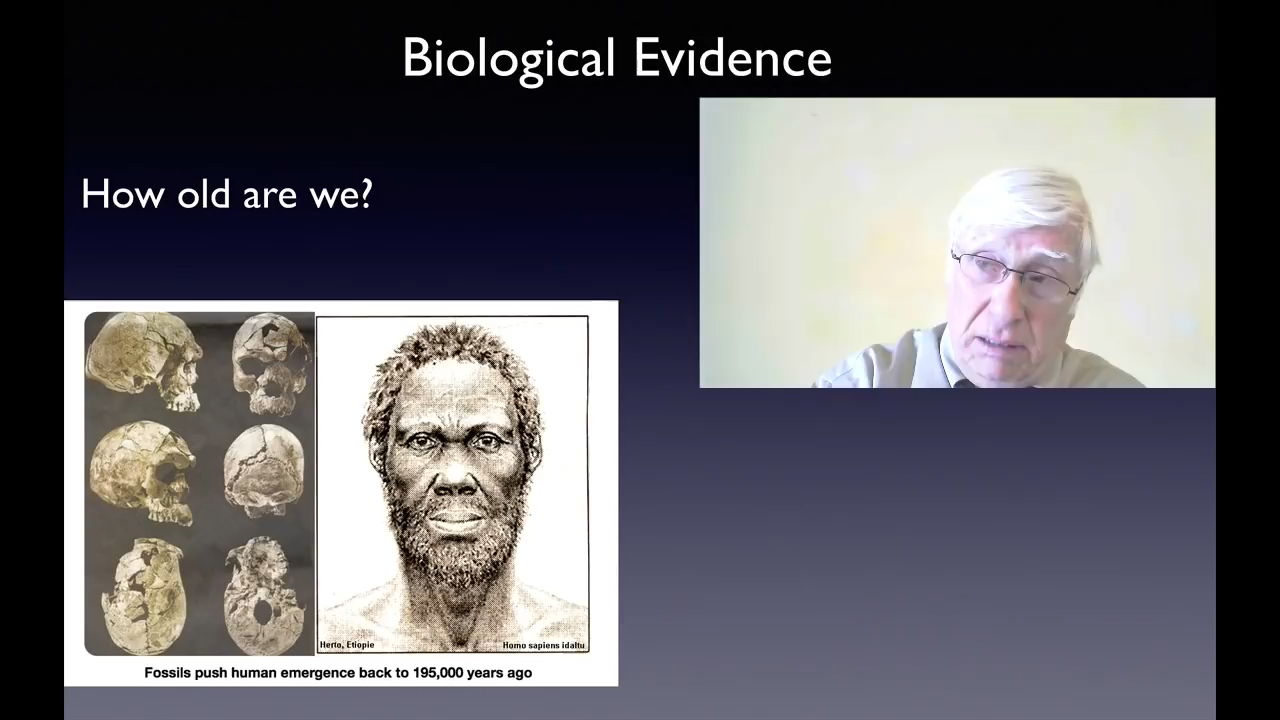 Biological Evidence
How old are we?
Herto, Etiopie
Homo sapiens idaltu
Fossils push human emergence back to 195,000 years ago